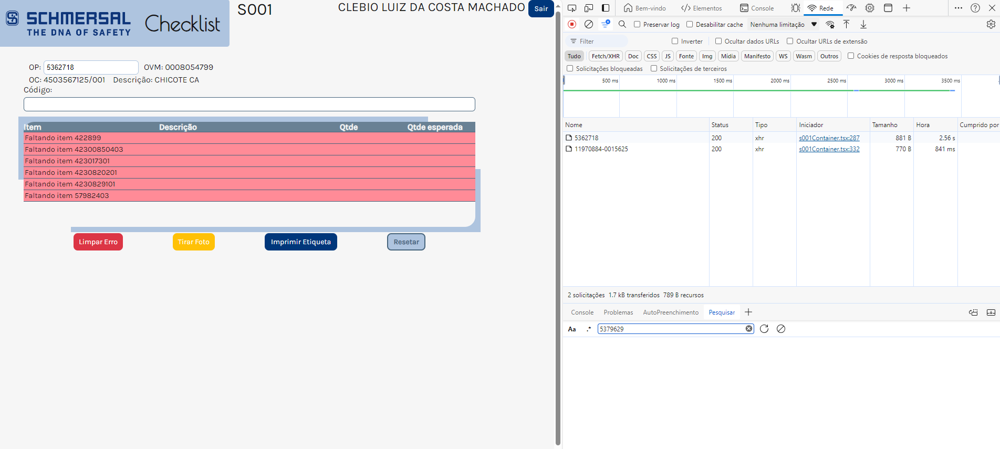 SCHMERSAL
THE DNA OF SAFETY
Checklist
S001
CLEBIO LUIZ DA COSTA MACHADO
Sair
OP: 5362718 OVM: 0008054799
OC: 4503567125/001 Descrição: CHICOTE CA
Código:
Item Descrição Qtde Qtde esperada
Faltando item 422899
Faltando item 42300850403
Faltando item 423017301
Faltando item 4230820201
Faltando item 4230829101
Faltando item 57982403
Limpar Erro Tirar Foto Imprimir Etiqueta Resetar
Bem-vindo Elementos Console Rede
Preservar log Desabilitar cache Nenhuma limitação
Filter Inverter Ocultar dados URLs Ocultar URLs de extensão
Tudo Fetch/XHR Doc CSS JS Fonte Img Mídia Manifesto WS Wasm Outros Cookies de resposta bloqueados
Solicitações bloqueadas Solicitações de terceiros
500 ms 1000 ms 1500 ms 2000 ms 2500 ms 3000 ms 3500 ms
Nome Status Tipo Iniciador Tamanho Hora Cumprido por
5362718 200 xhr s001Container.tsx:287 881 B 2.56 s
11970884-0015625 200 xhr s001Container.tsx:332 770 B 841 ms
2 solicitações 1.7 kB transferidos 789 B recursos
Console Problemas AutoPreenchimento Pesquisar
Aa .* 5379629